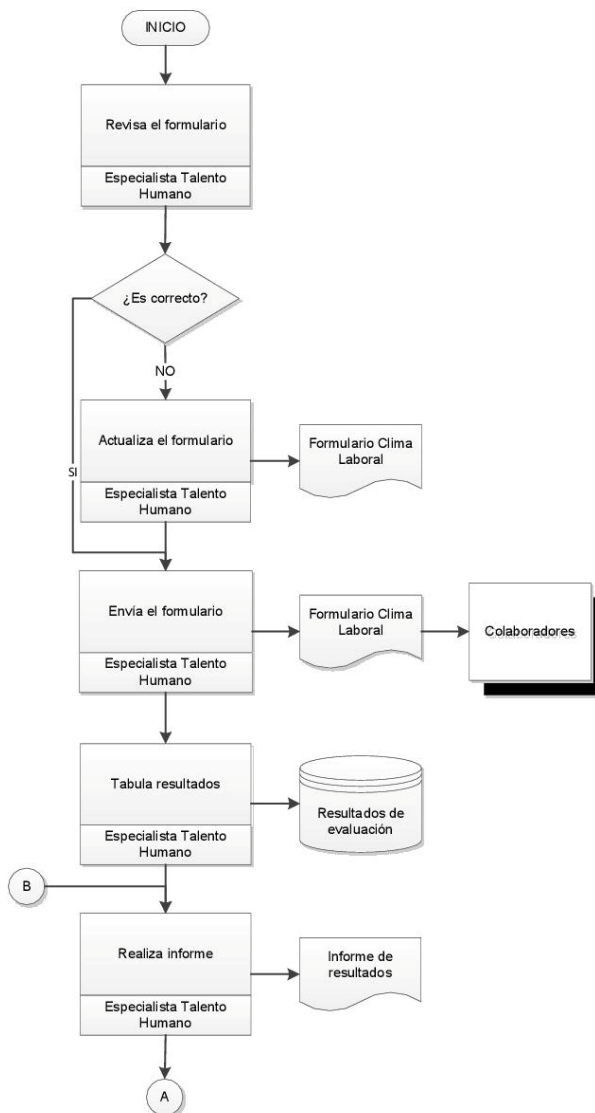 INICIO
Revisa el formulario
Especialista Talento
Humano
¿Es correcto?
NO
SI
Actualiza el formulario
Especialista Talento
Humano
Formulario Clima
Laboral
Envía el formulario
Especialista Talento
Humano
Formulario Clima
Laboral
Colaboradores
Tabula resultados
Especialista Talento
Humano
Resultados de
evaluación
B
Realiza informe
Especialista Talento
Humano
Informe de
resultados
A